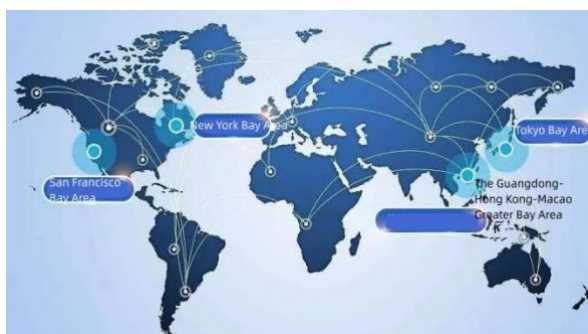 New York Bay Area
Tokyo Bay Are
San Francisco
Bay Area
The Guangdong-
Hong Kong-Macao
Greater Bay Area